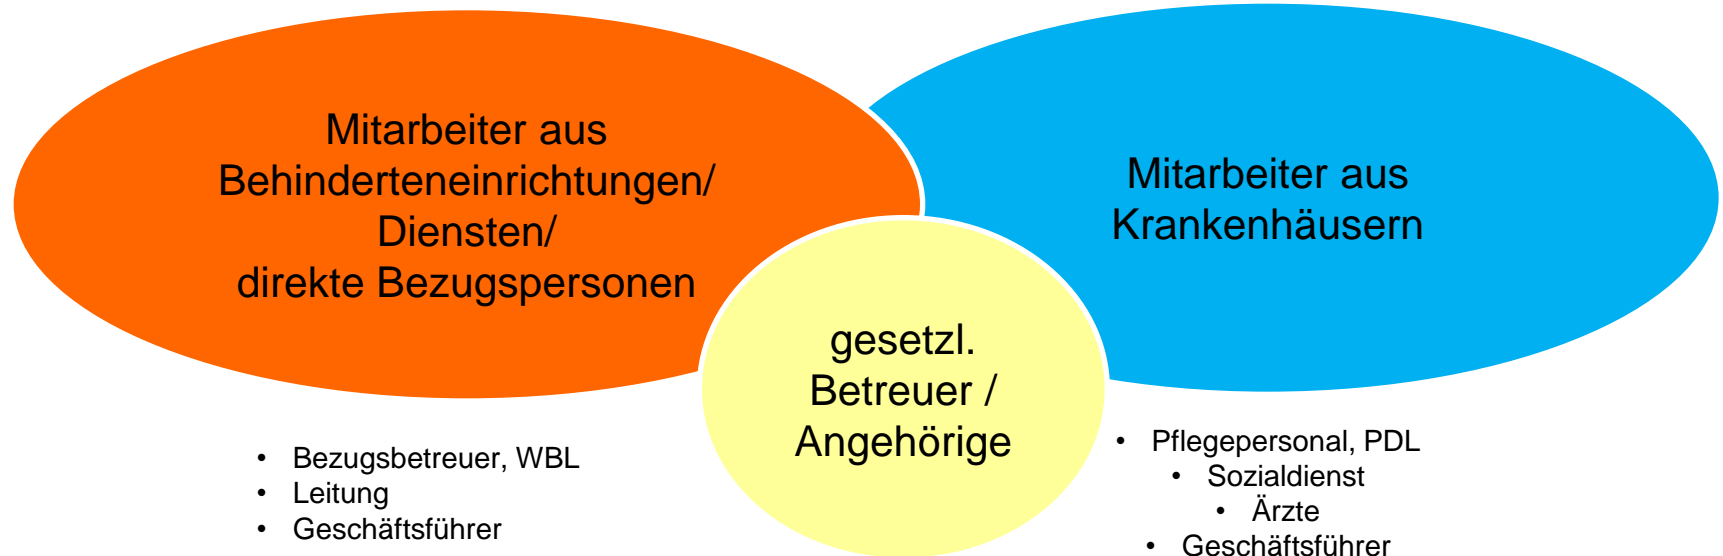 Mitarbeiter aus
Behinderteneinrichtungen/
Diensten/
direkte Bezugspersonen
Mitarbeiter aus
Krankenhäusern
gesetzl.
Betreuer /
Angehörige
• Bezugsbetreuer, WBL
• Leitung
• Geschäftsführer
• Pflegepersonal, PDL
• Sozialdienst
• Ärzte
• Geschäftsführer